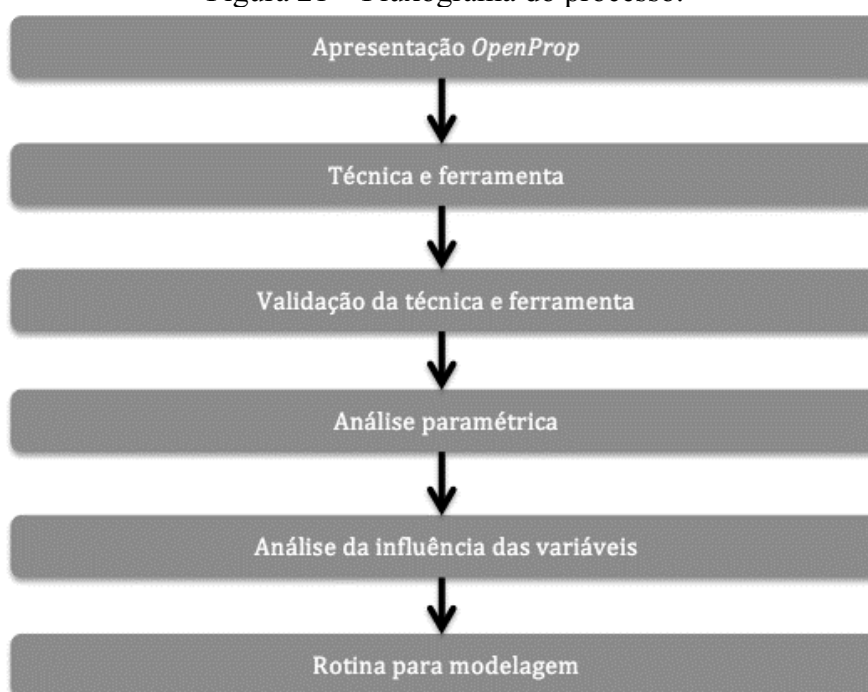 Figura 21 – Fluxograma do processo.
Apresentação OpenProp
Técnica e ferramenta
Validação da técnica e ferramenta
Análise paramétrica
Análise da influência das variáveis
Rotina para modelagem